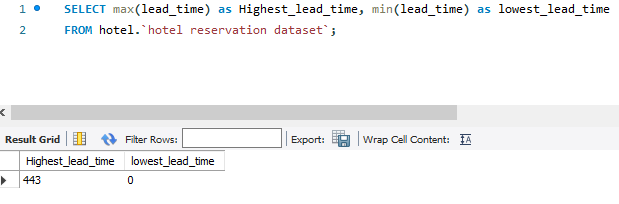 1 SELECT max(lead_time) as Highest_lead_time, min(lead_time) as lowest_lead_time
2 FROM hotel.`hotel reservation dataset`;
Result Grid Filter Rows: Export: Wrap Cell Content:
Highest_lead_time lowest_lead_time
443 0